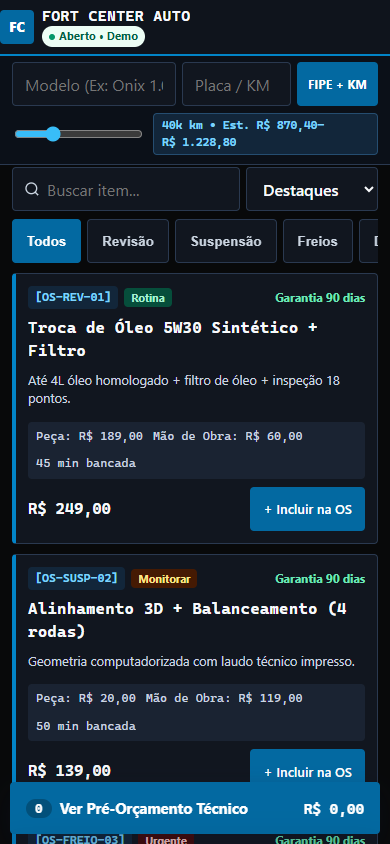 FC
FORT CENTER AUTO
Aberto • Demo
Modelo (Ex: Onix 1.
Placa / KM
FIPE + KM
40k km • Est. R$ 870,40–
R$ 1.228,80
Buscar item...
Destaques
Todos
Revisão
Suspensão
Freios
[OS-REV-01]
Rotina
Garantia 90 dias
Troca de Óleo 5W30 Sintético +
Filtro
Até 4L óleo homologado + filtro de óleo + inspeção 18
pontos.
Peça: R$ 189,00 Mão de Obra: R$ 60,00
45 min bancada
R$ 249,00
+ Incluir na OS
[OS-SUSP-02]
Monitorar
Garantia 90 dias
Alinhamento 3D + Balanceamento (4
rodas)
Geometria computadorizada com laudo técnico impresso.
Peça: R$ 20,00 Mão de Obra: R$ 119,00
50 min bancada
R$ 139,00
+ Incluir na OS
0
Ver Pré-Orçamento Técnico
R$ 0,00
[OS-FREIO-03]
Urgente
Garantia 90 dias